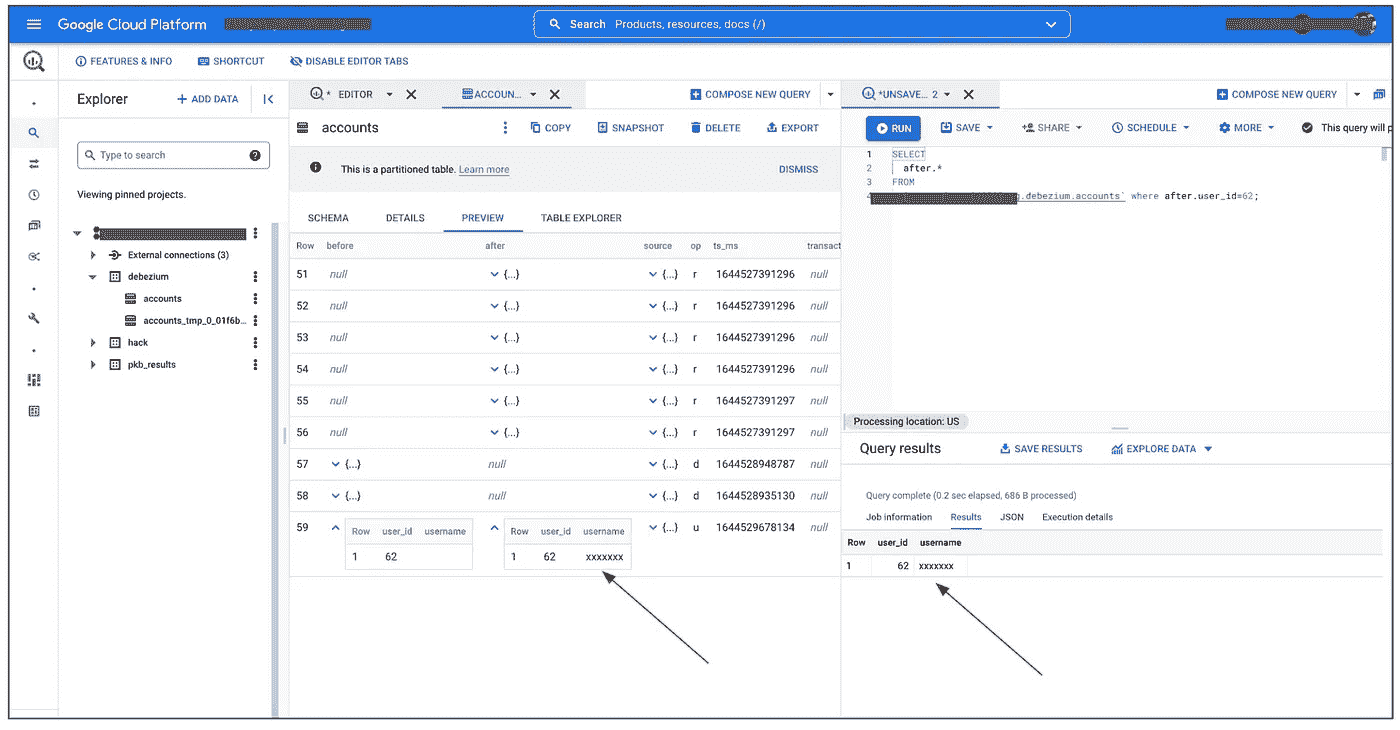 Google Cloud Platform
Search Products, resources, docs (/)
FEATURES & INFO
SHORTCUT
DISABLE EDITOR TABS
Explorer
+ ADD DATA
Type to search
Viewing pinned projects.
External connections (3)
debezium
accounts
accounts_tmp_0_01f6b...
hack
pkb_results
* EDITOR
ACCOUN...
COMPOSE NEW QUERY
accounts
COPY
SNAPSHOT
DELETE
EXPORT
This is a partitioned table. Learn more
DISMISS
SCHEMA DETAILS PREVIEW TABLE EXPLORER
Row before after source op ts_ms transact
51 null {...} {...} r 1644527391296 null
52 null {...} {...} r 1644527391296 null
53 null {...} {...} r 1644527391296 null
54 null {...} {...} r 1644527391296 null
55 null {...} {...} r 1644527391297 null
56 null {...} {...} r 1644527391297 null
57 {...} null {...} d 1644528948787 null
58 {...} null {...} d 1644528935130 null
59 {...} u 1644529678134 null
Row user_id username
1 62
Row user_id username
1 62 xxxxxxx
*UNSAVE... 2
COMPOSE NEW QUERY
RUN
SAVE
SHARE
SCHEDULE
MORE
This query will p
1 SELECT
2 after.*
3 FROM
4 g.debezium.accounts` where after.user_id=62;
Processing location: US
Query results
SAVE RESULTS
EXPLORE DATA
Query complete (0.2 sec elapsed, 686 B processed)
Job information Results JSON Execution details
Row user_id username
1 62 xxxxxxx